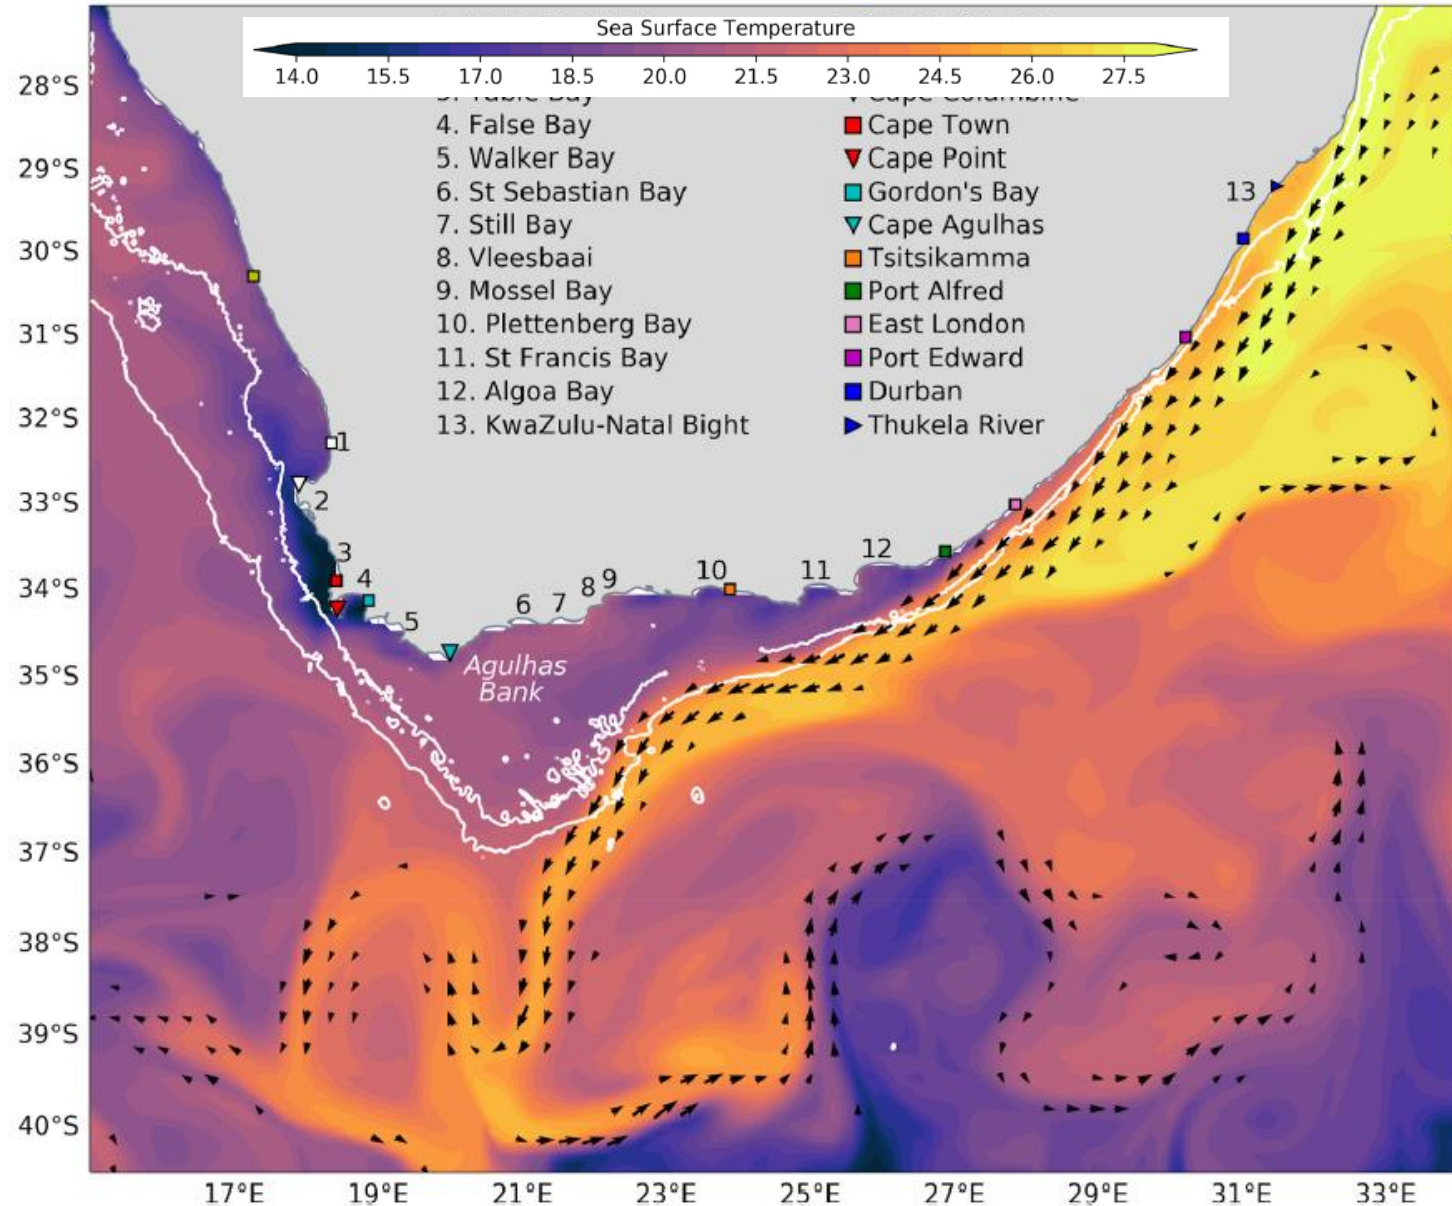 Sea Surface Temperature
14.0 15.5 17.0 18.5 20.0 21.5 23.0 24.5 26.0 27.5
3. Table Bay
4. False Bay
5. Walker Bay
6. St Sebastian Bay
7. Still Bay
8. Vleesbaai
9. Mossel Bay
10. Plettenberg Bay
11. St Francis Bay
12. Algoa Bay
13. KwaZulu-Natal Bight
Cape Columbine
Cape Town
Cape Point
Gordon's Bay
Cape Agulhas
Tsitsikamma
Port Alfred
East London
Port Edward
Durban
Thukela River
28°S
29°S
30°S
31°S
32°S
33°S
34°S
35°S
36°S
37°S
38°S
39°S
40°S
13
1
2
3
4
5
6
7
8
9
10
11
12
Agulhas
Bank
17°E 19°E 21°E 23°E 25°E 27°E 29°E 31°E 33°E